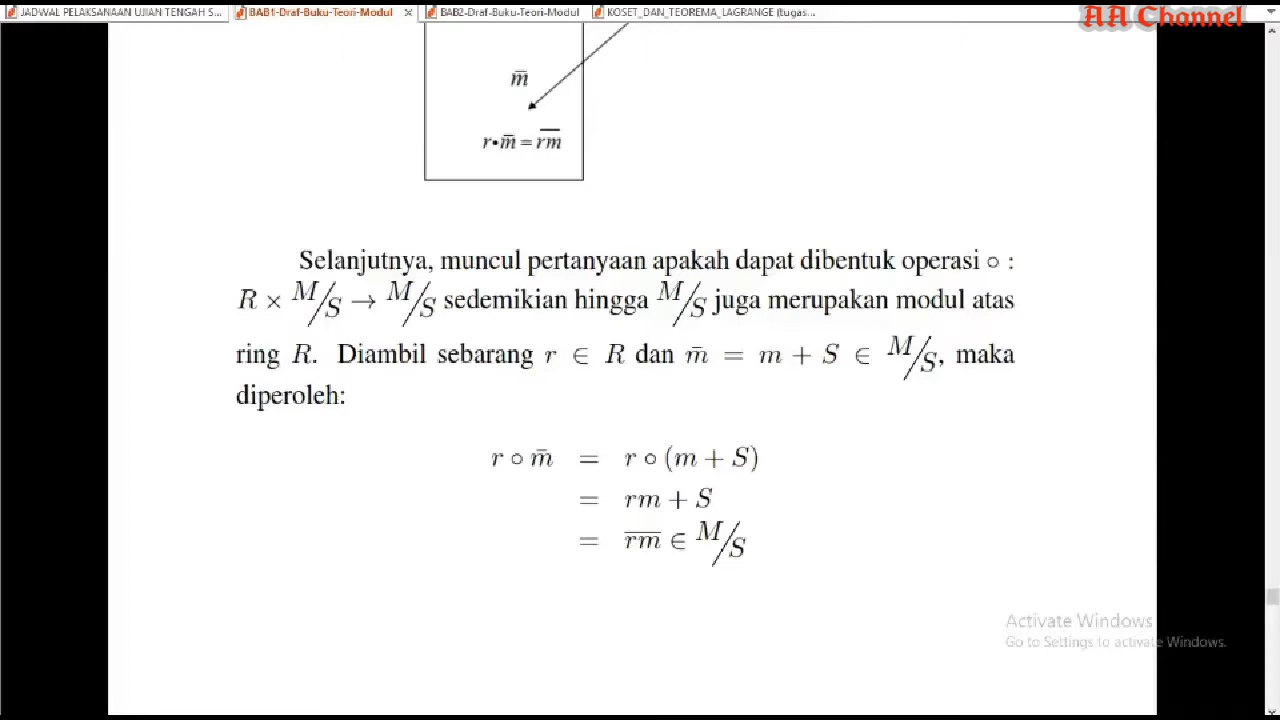 JADWAL PELAKSANAAN UJIAN TENGAH S... BAB1-Draf-Buku-Teori-Modul × BAB2-Draf-Buku-Teori-Modul KOSET_DAN_TEOREMA_LAGRANGE (tugas...
AA Channel
m̅
r•m̅ = r̅m̅
Selanjutnya, muncul pertanyaan apakah dapat dibentuk operasi ∘ :
R × M/S → M/S sedemikian hingga M/S juga merupakan modul atas
ring R. Diambil sebarang r ∈ R dan m̄ = m + S ∈ M/S, maka
diperoleh:
r ∘ m̄ = r ∘ (m + S)
= rm + S
= r̅m̅ ∈ M/S
Activate Windows
Go to Settings to activate Windows.